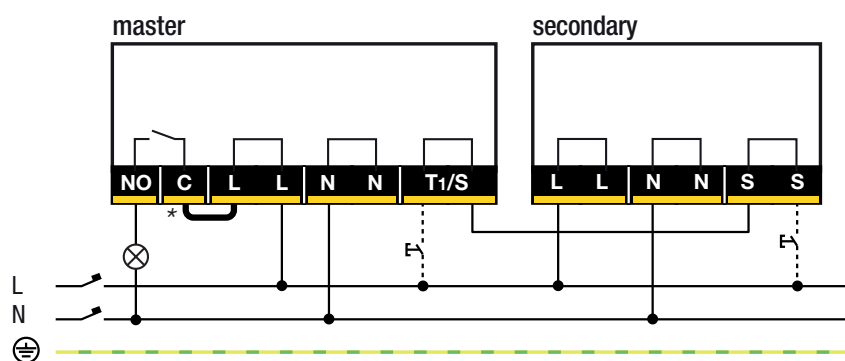 master secondary
NO C L L N N T1/S L L N N S S
*
L
N